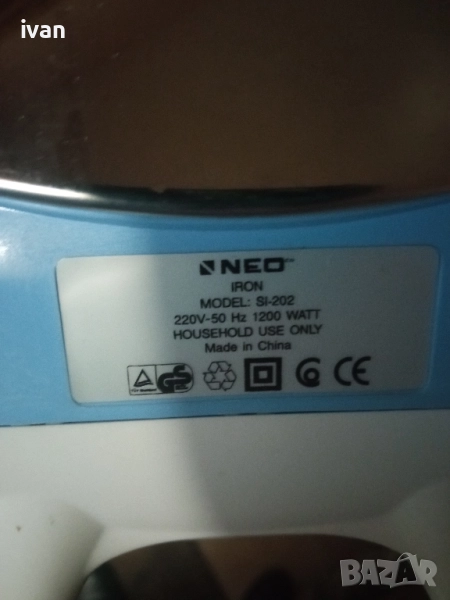 ivan
NEO
IRON
MODEL: SI-202
220V-50 Hz 1200 WATT
HOUSEHOLD USE ONLY
Made in China
GS CE
BAZAR